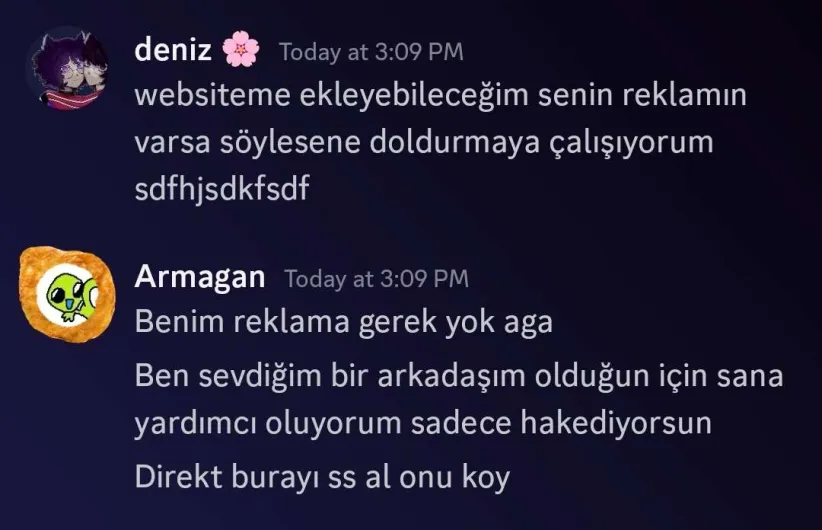 deniz 🌸 Today at 3:09 PM
websiteme ekleyebileceğim senin reklamın
varsa söylesene doldurmaya çalışıyorum
sdfhjsdkfsdf
Armagan Today at 3:09 PM
Benim reklama gerek yok aga
Ben sevdiğim bir arkadaşım olduğun için sana
yardımcı oluyorum sadece hakediyorsun
Direkt burayı ss al onu koy